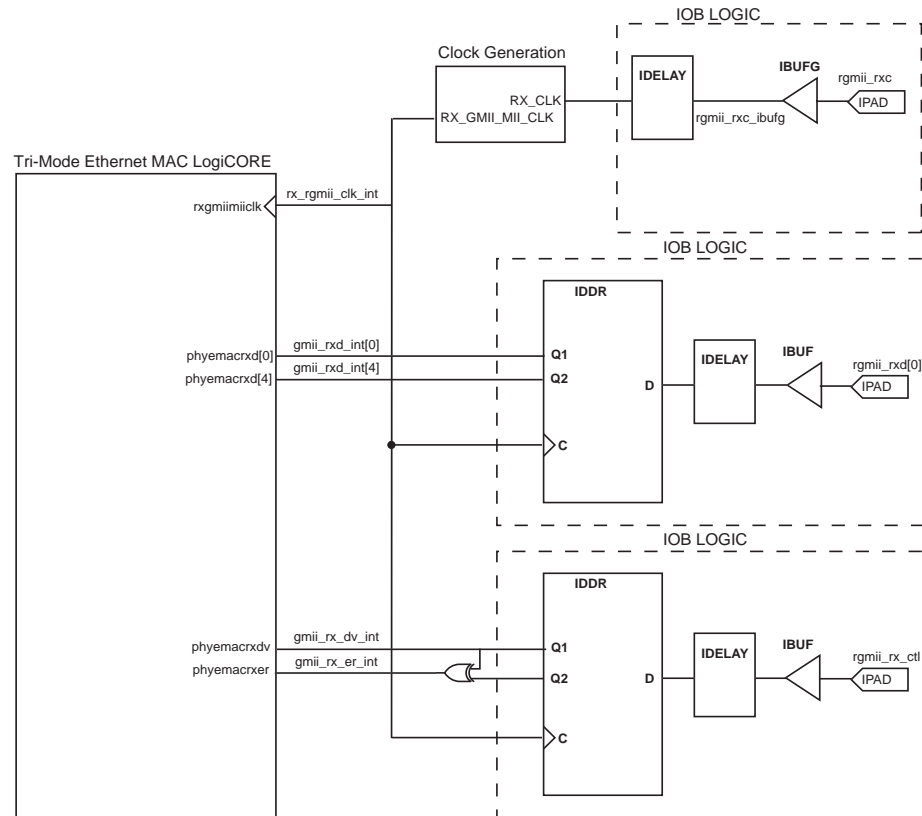 IOB LOGIC
Clock Generation
IDELAY
IBUFG
rgmii_rxc
RX_CLK
IPAD
RX_GMII_MII_CLK
rgmii_rxc_ibufg
Tri-Mode Ethernet MAC LogiCORE
rxgmiimiiclk
rx_rgmii_clk_int
IOB LOGIC
IDDR
phyemacrxd[0]
gmii_rxd_int[0]
Q1
IDELAY
IBUF
rgmii_rxd[0]
phyemacrxd[4]
gmii_rxd_int[4]
Q2
D
IPAD
C
IOB LOGIC
IDDR
phyemacrxdv
gmii_rx_dv_int
Q1
IDELAY
IBUF
rgmii_rx_ctl
phyemacrxer
gmii_rx_er_int
Q2
D
IPAD
C